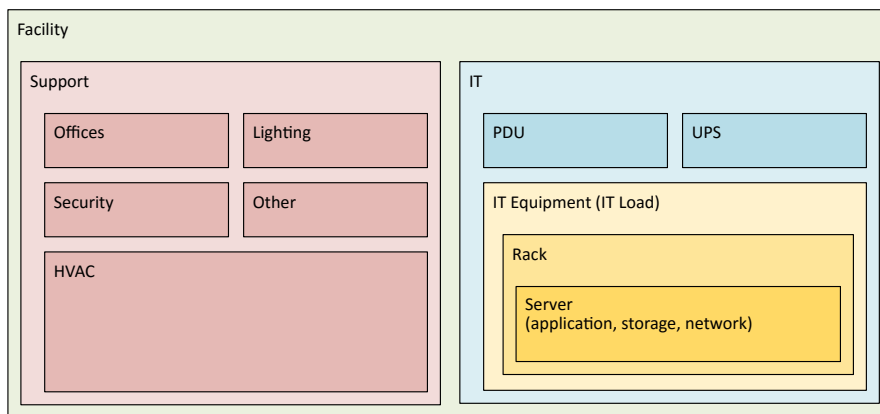 Facility
Support
Offices
Lighting
Security
Other
HVAC
IT
PDU
UPS
IT Equipment (IT Load)
Rack
Server
(application, storage, network)